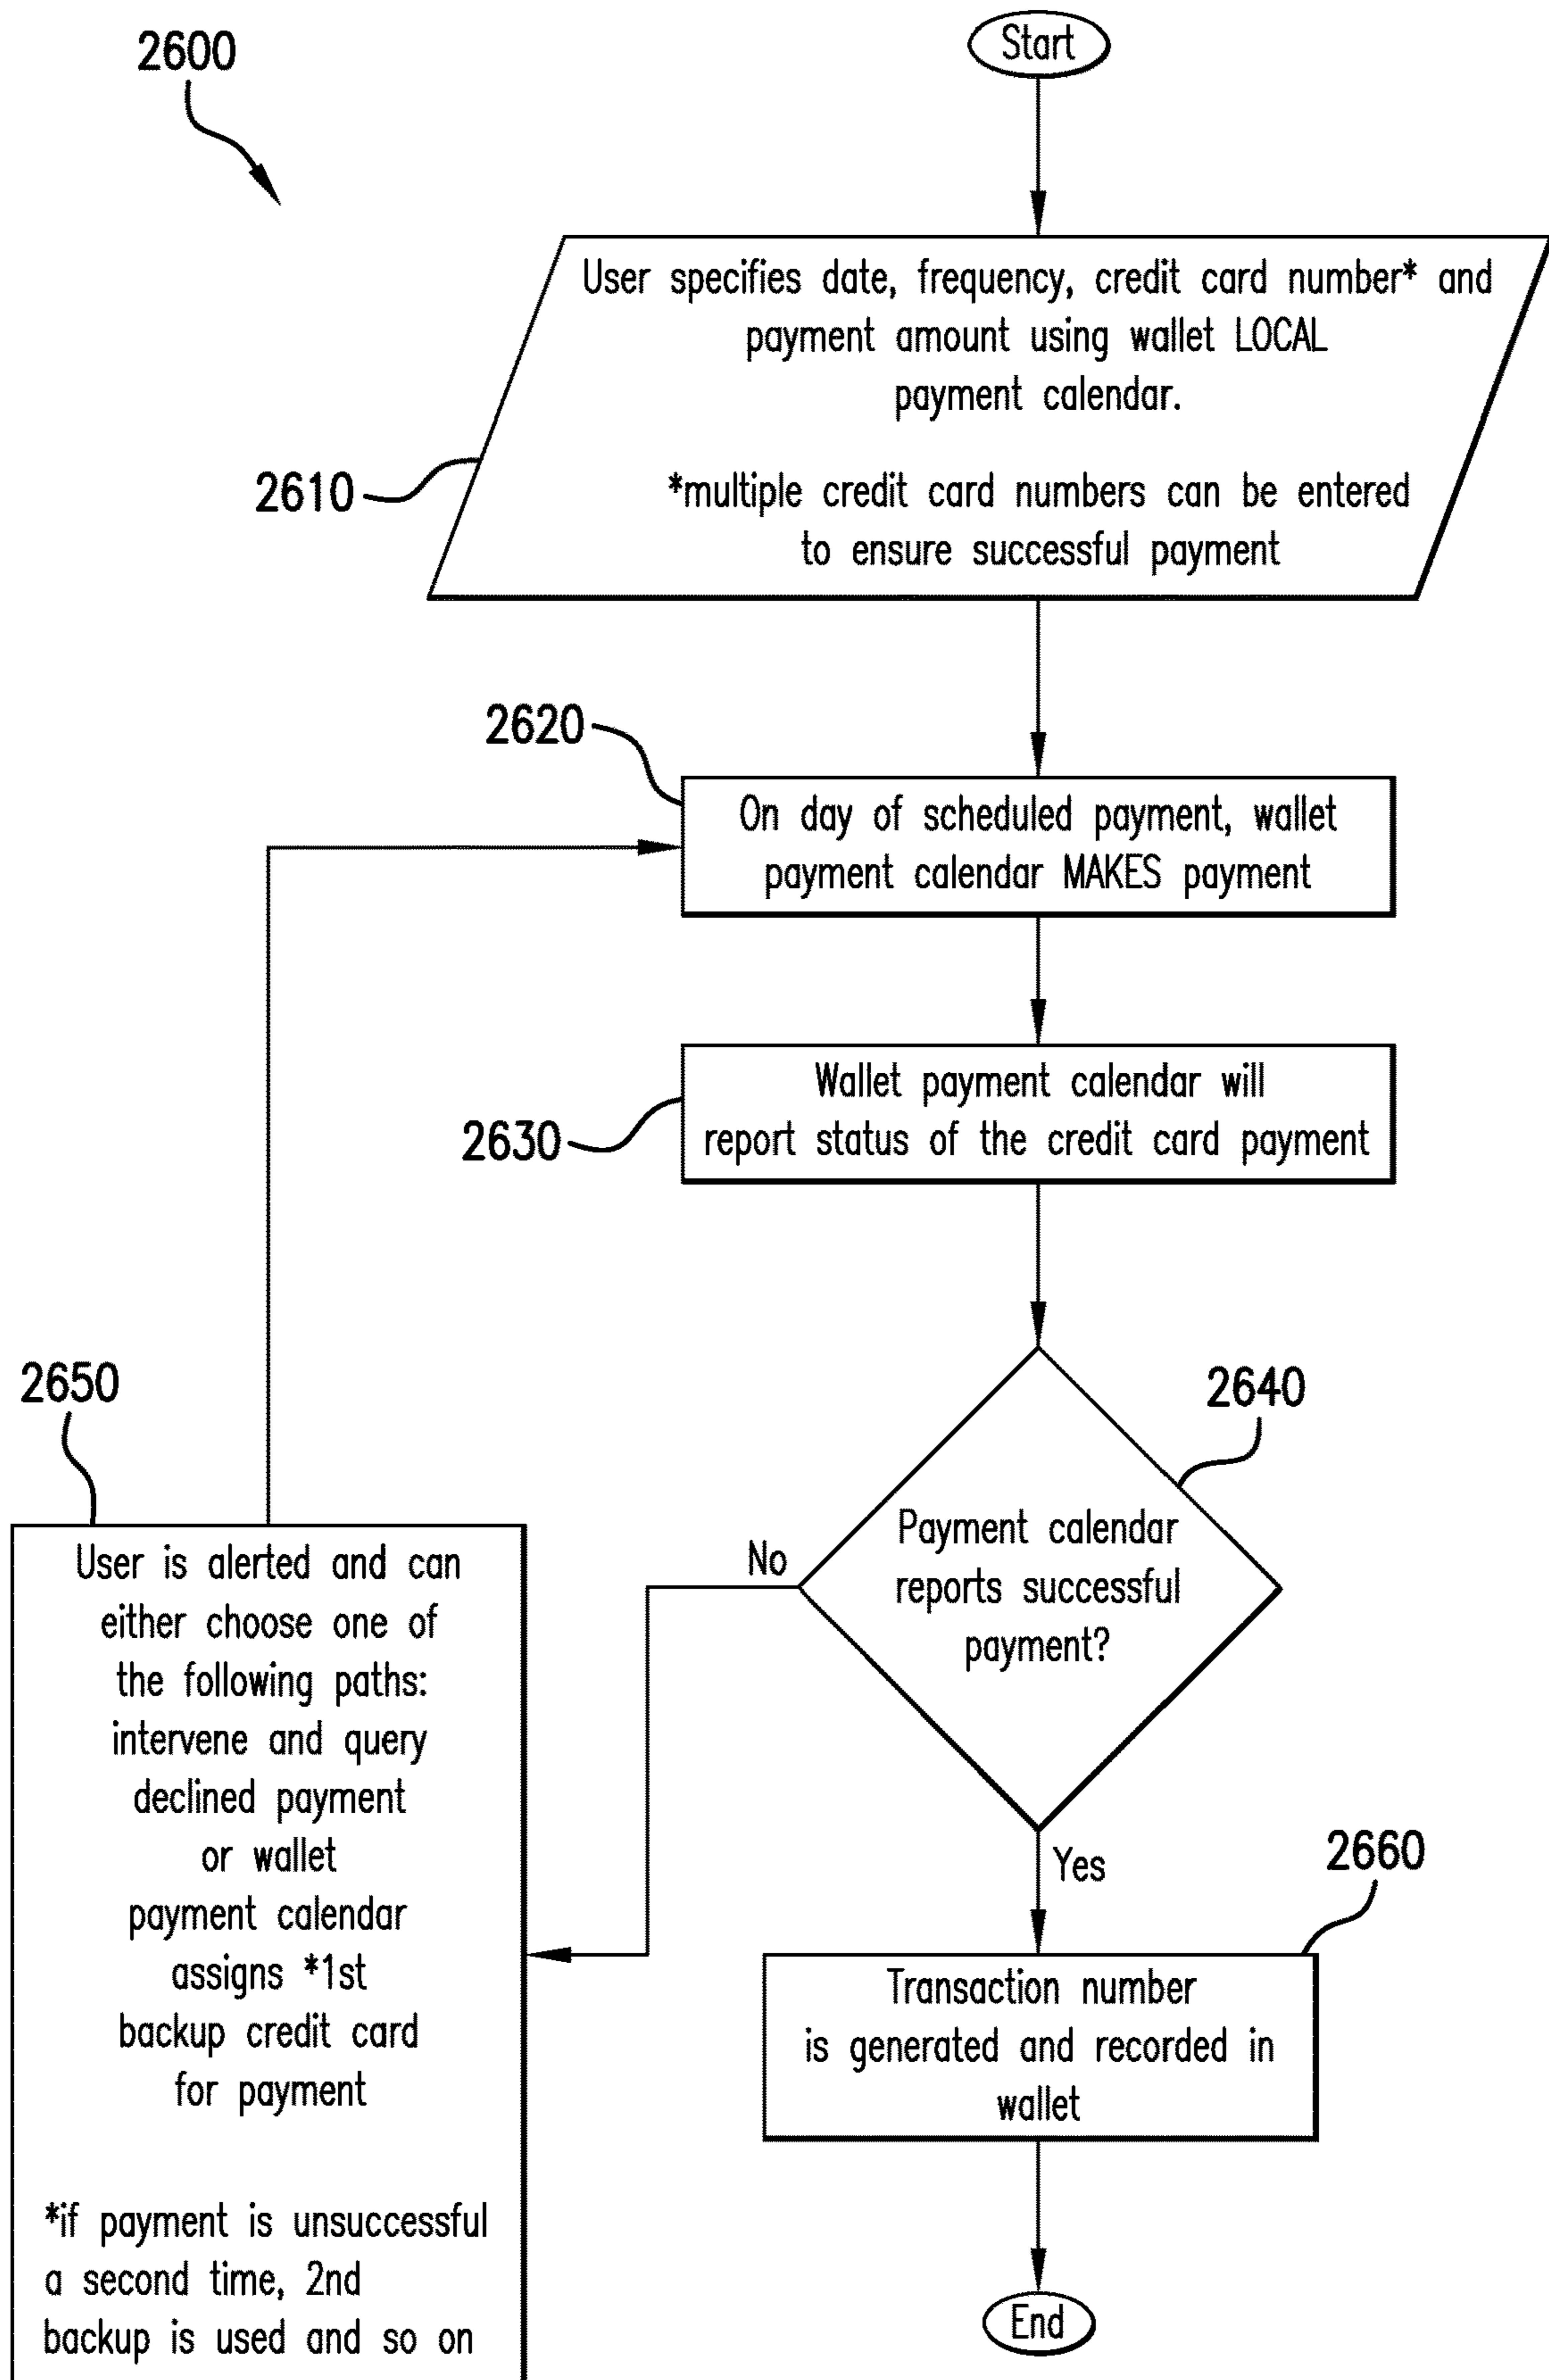 2600
Start
User specifies date, frequency, credit card number* and
payment amount using wallet LOCAL
payment calendar.
*multiple credit card numbers can be entered
to ensure successful payment
2610
2620
On day of scheduled payment, wallet
payment calendar MAKES payment
Wallet payment calendar will
report status of the credit card payment
2630
2640
Payment calendar
reports successful
payment?
No
Yes
2650
User is alerted and can
either choose one of
the following paths:
intervene and query
declined payment
or wallet
payment calendar
assigns *1st
backup credit card
for payment
*if payment is unsuccessful
a second time, 2nd
backup is used and so on
2660
Transaction number
is generated and recorded in
wallet
End